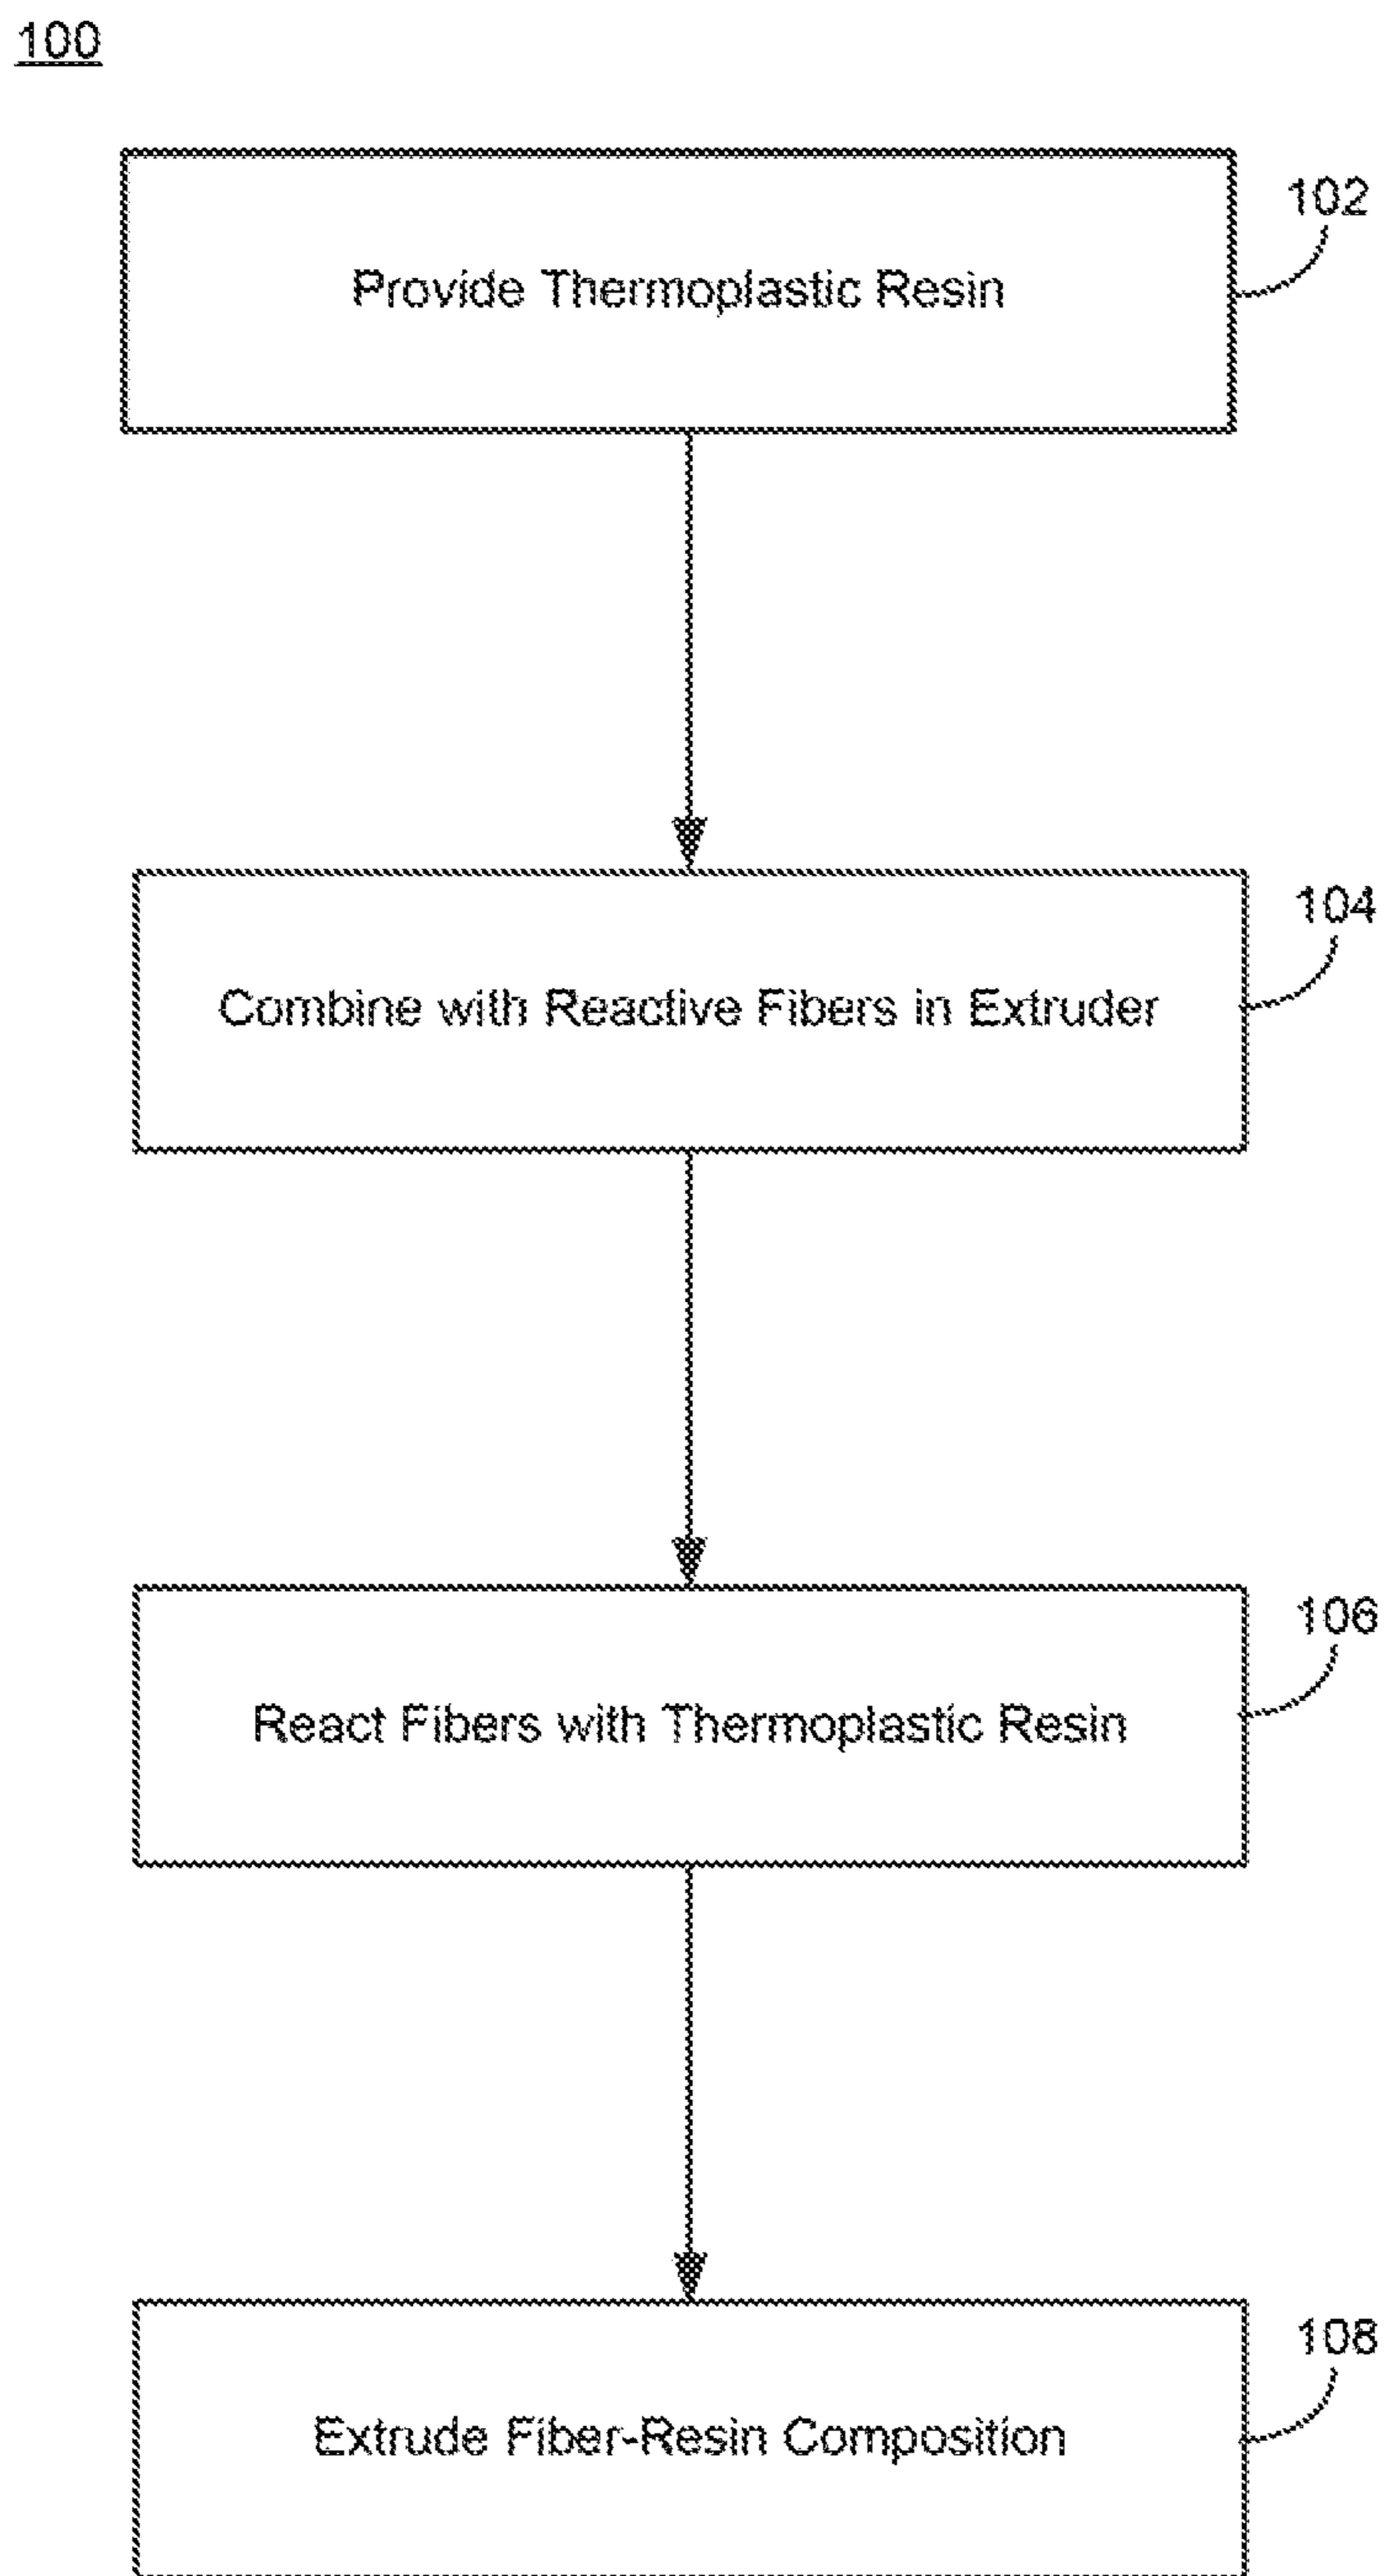 100
102
Provide Thermoplastic Resin
104
Combine with Reactive Fibers in Extruder
106
React Fibers with Thermoplastic Resin
108
Extrude Fiber-Resin Composition